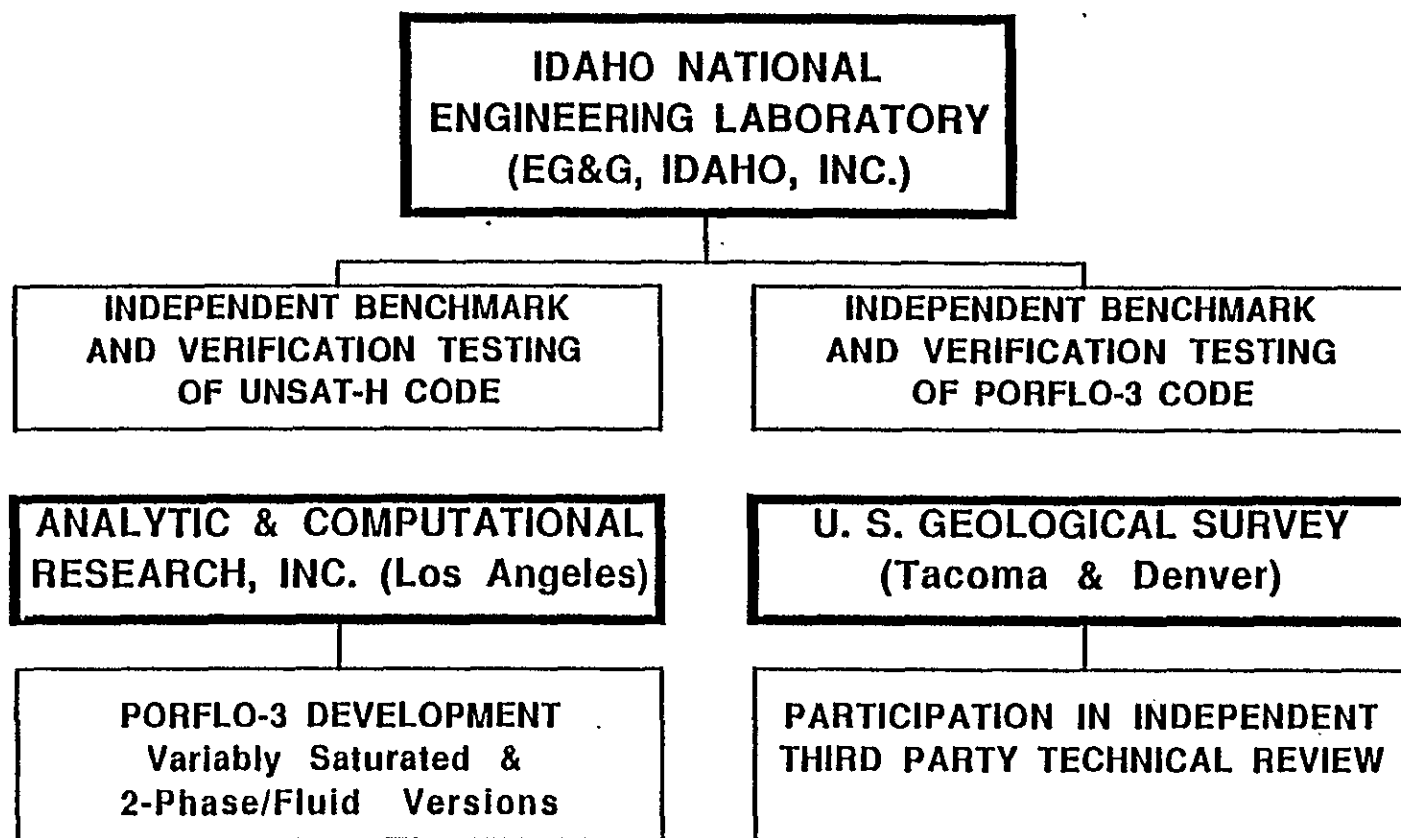 IDAHO NATIONAL
ENGINEERING LABORATORY
(EG&G, IDAHO, INC.)
INDEPENDENT BENCHMARK
AND VERIFICATION TESTING
OF UNSAT-H CODE
INDEPENDENT BENCHMARK
AND VERIFICATION TESTING
OF PORFLO-3 CODE
ANALYTIC & COMPUTATIONAL
RESEARCH, INC. (Los Angeles)
U. S. GEOLOGICAL SURVEY
(Tacoma & Denver)
PORFLO-3 DEVELOPMENT
Variably Saturated &
2-Phase/Fluid Versions
PARTICIPATION IN INDEPENDENT
THIRD PARTY TECHNICAL REVIEW